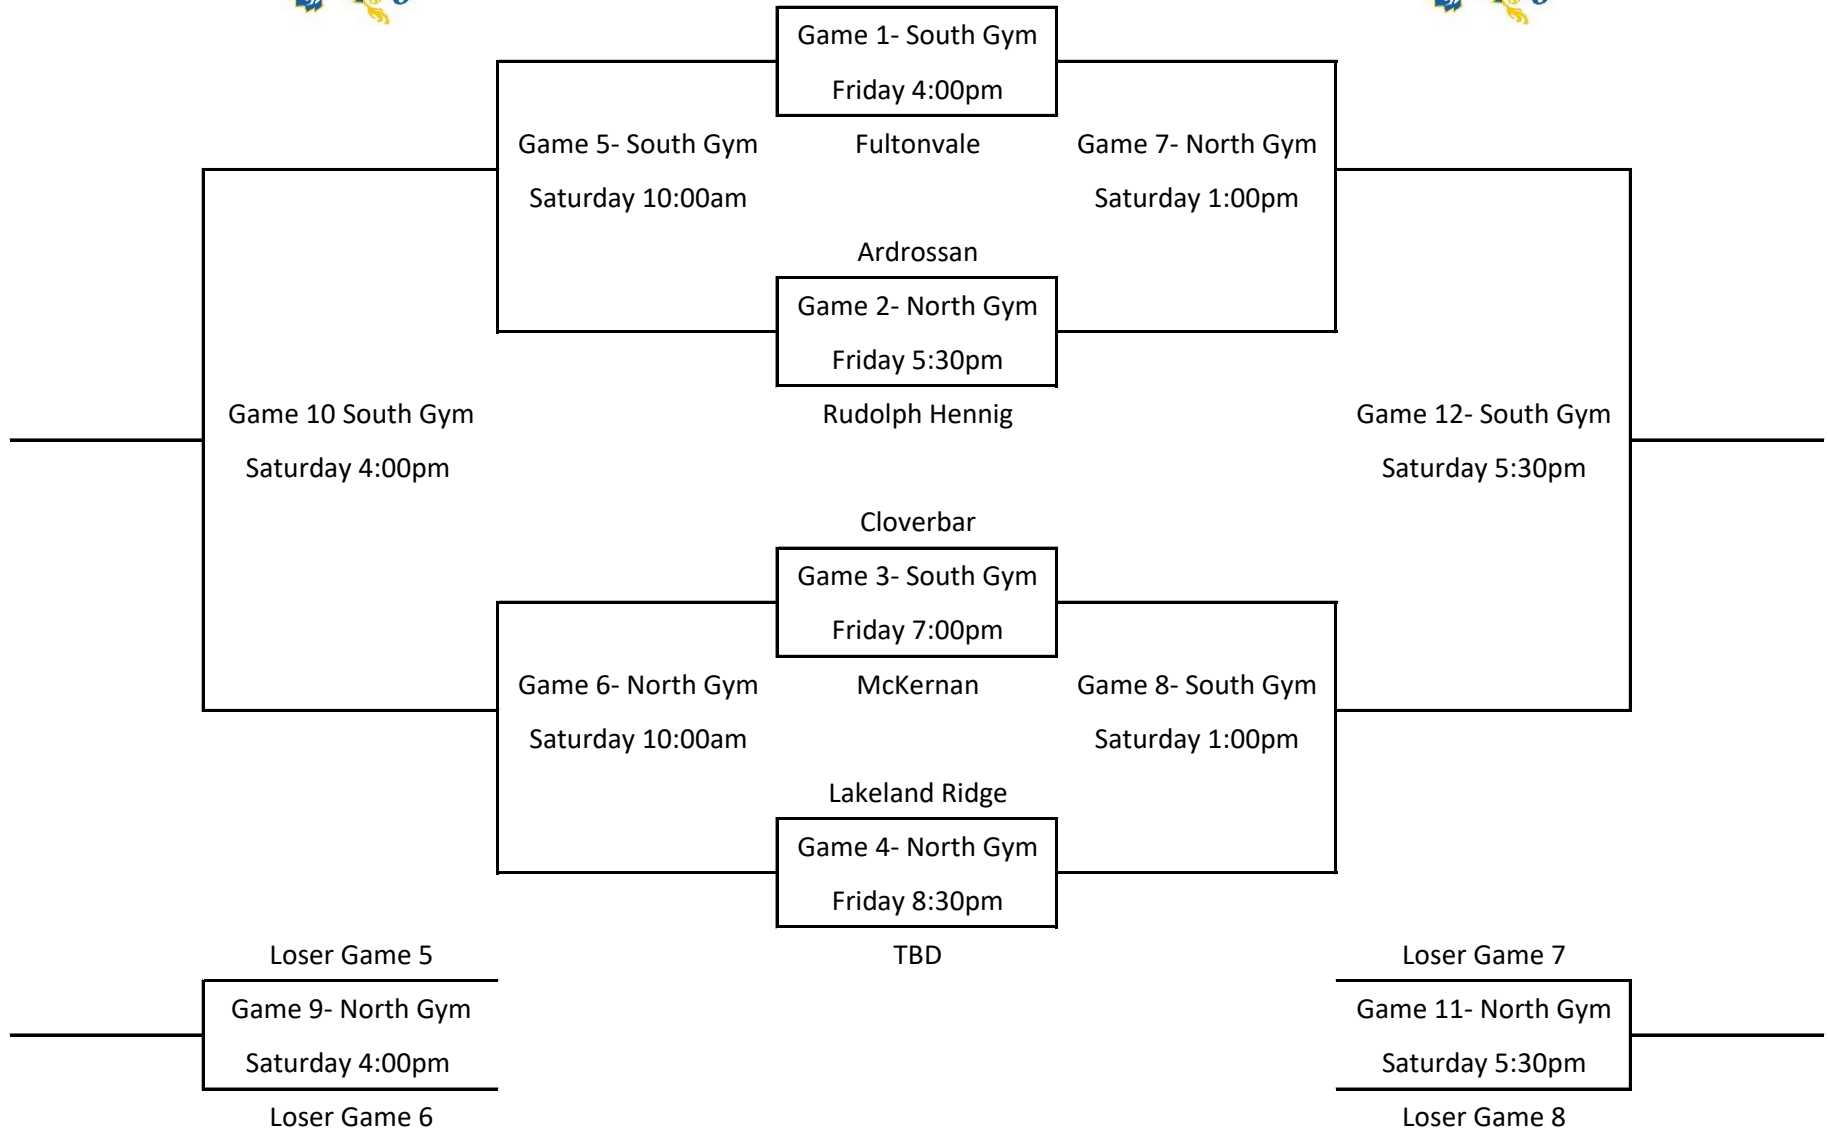 Game 1- South Gym
Friday 4:00pm
Game 5- South Gym
Fultonvale
Game 7- North Gym
Saturday 10:00am
Saturday 1:00pm
Ardrossan
Game 2- North Gym
Friday 5:30pm
Game 10 South Gym
Rudolph Hennig
Game 12- South Gym
Saturday 4:00pm
Saturday 5:30pm
Cloverbar
Game 3- South Gym
Friday 7:00pm
Game 6- North Gym
McKernan
Game 8- South Gym
Saturday 10:00am
Saturday 1:00pm
Lakeland Ridge
Game 4- North Gym
Friday 8:30pm
Loser Game 5
TBD
Loser Game 7
Game 9- North Gym
Game 11- North Gym
Saturday 4:00pm
Saturday 5:30pm
Loser Game 6
Loser Game 8